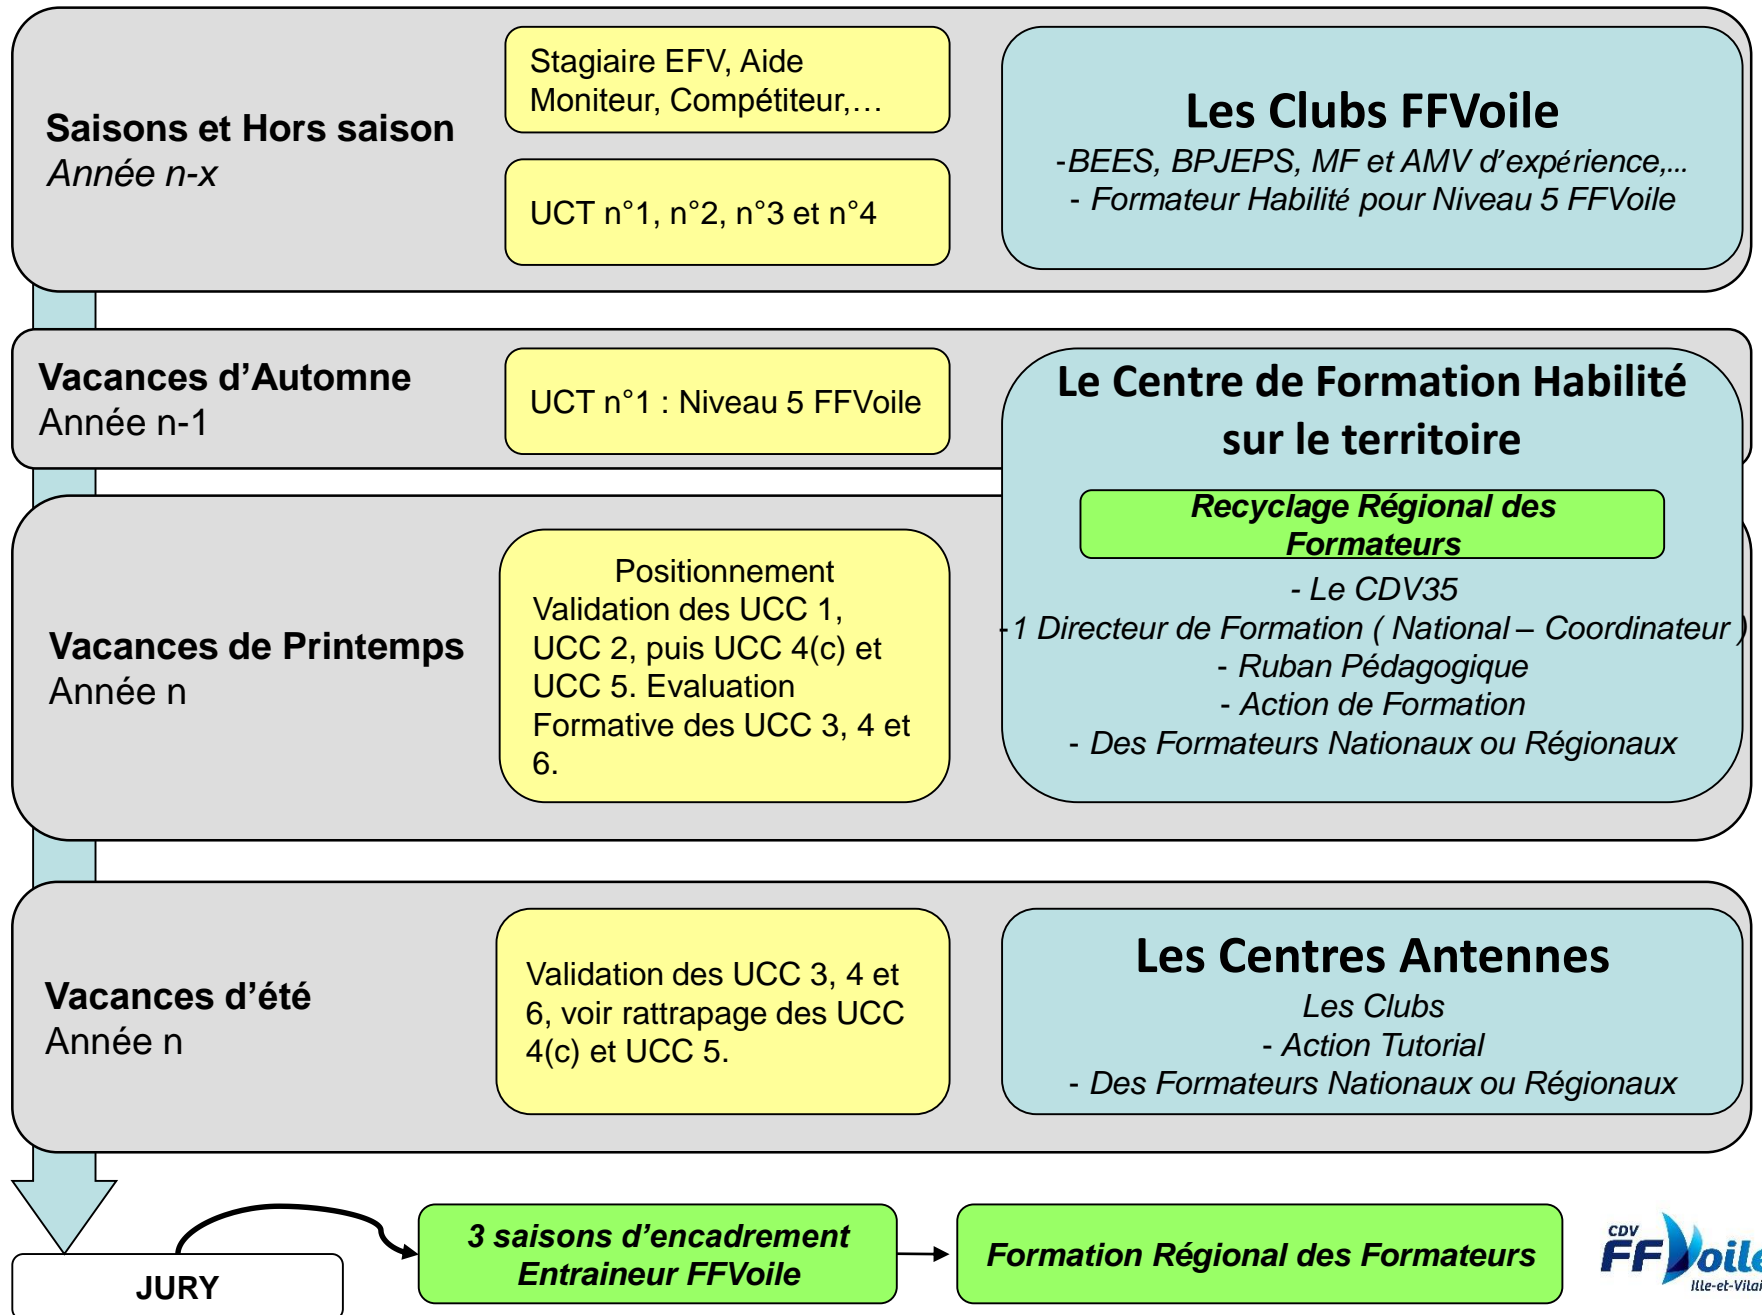 Saisons et Hors saison
Année n-x
Stagiaire EFV, Aide
Moniteur, Compétiteur,…
UCT n°1, n°2, n°3 et n°4
Les Clubs FFVoile
-BEES, BPJEPS, MF et AMV d’expérience,...
- Formateur Habilité pour Niveau 5 FFVoile
Vacances d’Automne
Année n-1
UCT n°1 : Niveau 5 FFVoile
Le Centre de Formation Habilité
sur le territoire
Recyclage Régional des
Formateurs
- Le CDV35
-1 Directeur de Formation ( National – Coordinateur )
- Ruban Pédagogique
- Action de Formation
- Des Formateurs Nationaux ou Régionaux
Vacances de Printemps
Année n
Positionnement
Validation des UCC 1,
UCC 2, puis UCC 4(c) et
UCC 5. Evaluation
Formative des UCC 3, 4 et
6.
Vacances d’été
Année n
Validation des UCC 3, 4 et
6, voir rattrapage des UCC
4(c) et UCC 5.
Les Centres Antennes
Les Clubs
- Action Tutorial
- Des Formateurs Nationaux ou Régionaux
JURY
3 saisons d’encadrement
Entraineur FFVoile
Formation Régional des Formateurs
CDV
FFVoile
Ille-et-Vilai